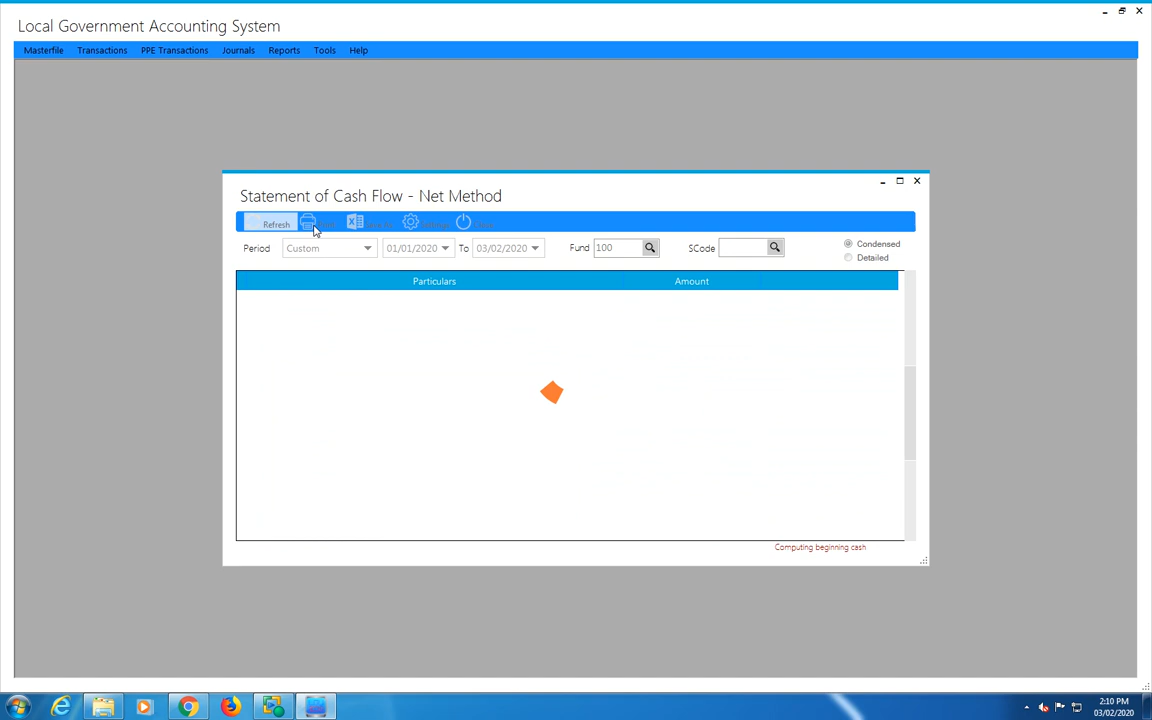 Local Government Accounting System
Masterfile Transactions PPE Transactions Journals Reports Tools Help
Statement of Cash Flow - Net Method
Refresh
Period Custom 01/01/2020 To 03/02/2020 Fund 100 SCode Condensed
Detailed
Particulars Amount
Computing beginning cash
2:10 PM
03/02/2020